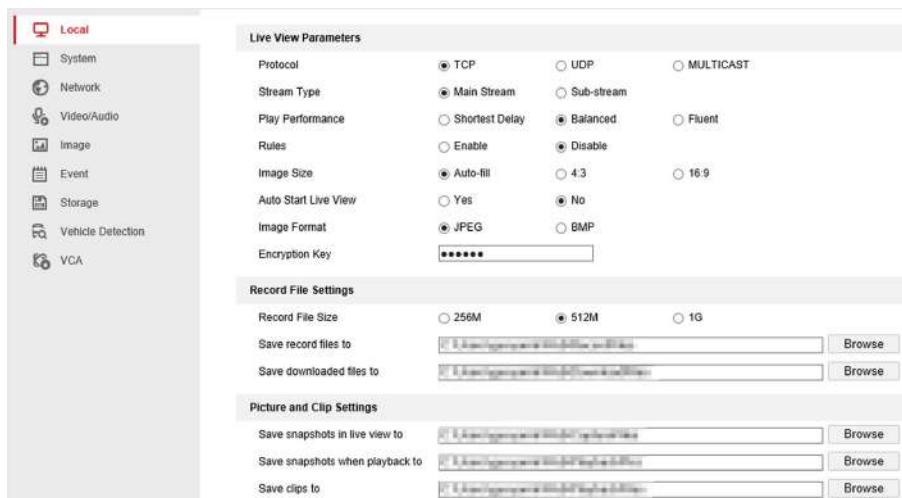 Local
System
Network
Video/Audio
Image
Event
Storage
Vehicle Detection
VCA
Live View Parameters
Protocol TCP UDP MULTICAST
Stream Type Main Stream Sub-stream
Play Performance Shortest Delay Balanced Fluent
Rules Enable Disable
Image Size Auto-fill 4:3 16:9
Auto Start Live View Yes No
Image Format JPEG BMP
Encryption Key ••••••
Record File Settings
Record File Size 256M 512M 1G
Save record files to Browse
Save downloaded files to Browse
Picture and Clip Settings
Save snapshots in live view to Browse
Save snapshots when playback to Browse
Save clips to Browse